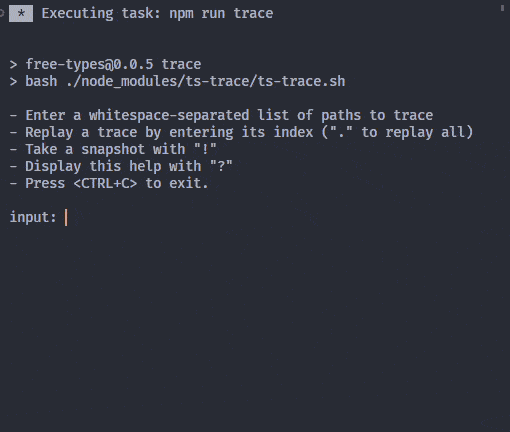 * Executing task: npm run trace
> free-types@0.0.5 trace
> bash ./node_modules/ts-trace/ts-trace.sh
- Enter a whitespace-separated list of paths to trace
- Replay a trace by entering its index ("." to replay all)
- Take a snapshot with "!"
- Display this help with "?"
- Press <CTRL+C> to exit.
input: